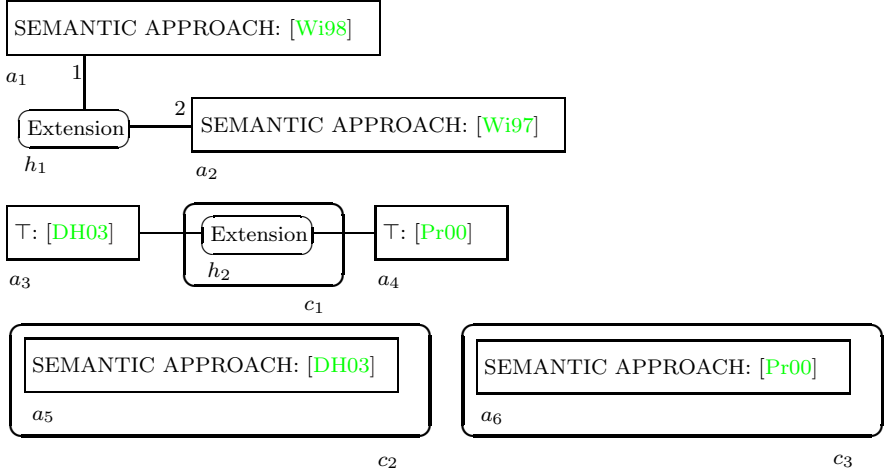 SEMANTIC APPROACH: [Wi98]
a1
1
Extension
2
SEMANTIC APPROACH: [Wi97]
h1
a2
⊤: [DH03]
Extension
⊤: [Pr00]
a3
h2
a4
c1
SEMANTIC APPROACH: [DH03]
SEMANTIC APPROACH: [Pr00]
a5
a6
c2
c3